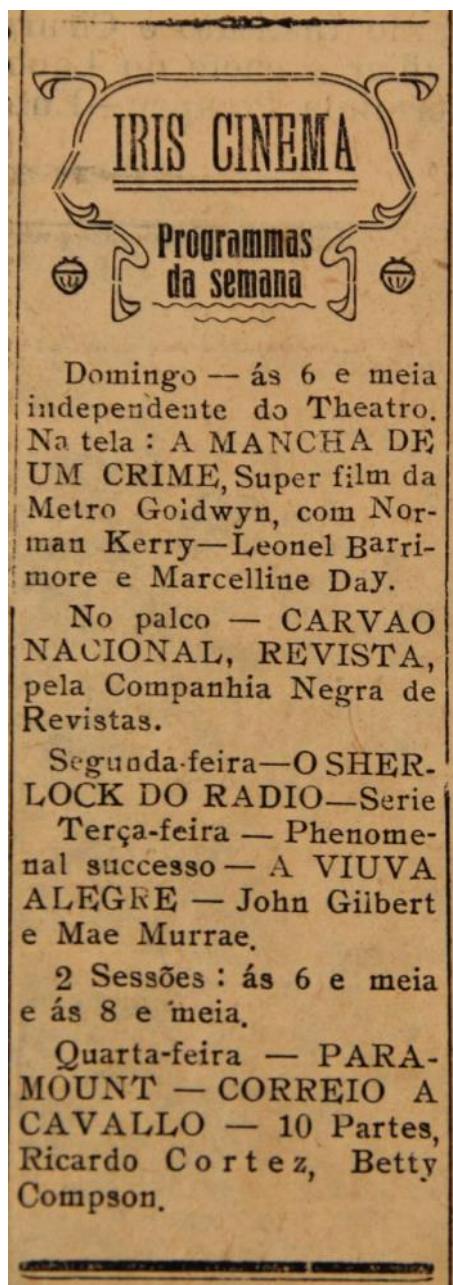 IRIS CINEMA
Programmas
da semana
Domingo — ás 6 e meia
independente do Theatro.
Na tela : A MANCHA DE
UM CRIME, Super film da
Metro Goldwyn, com Nor-
man Kerry—Leonel Barri-
more e Marcelline Day.
No palco — CARVAO
NACIONAL, REVISTA,
pela Companhia Negra de
Revistas.
Segunda-feira—O SHER-
LOCK DO RADIO—Serie
Terça-feira — Phenome-
nal successo — A VIUVA
ALEGRE — John Gilbert
e Mae Murrae.
2 Sessões : ás 6 e meia
e ás 8 e meia.
Quarta-feira — PARA-
MOUNT — CORREIO A
CAVALLO — 10 Partes,
Ricardo Cortez, Betty
Compson.